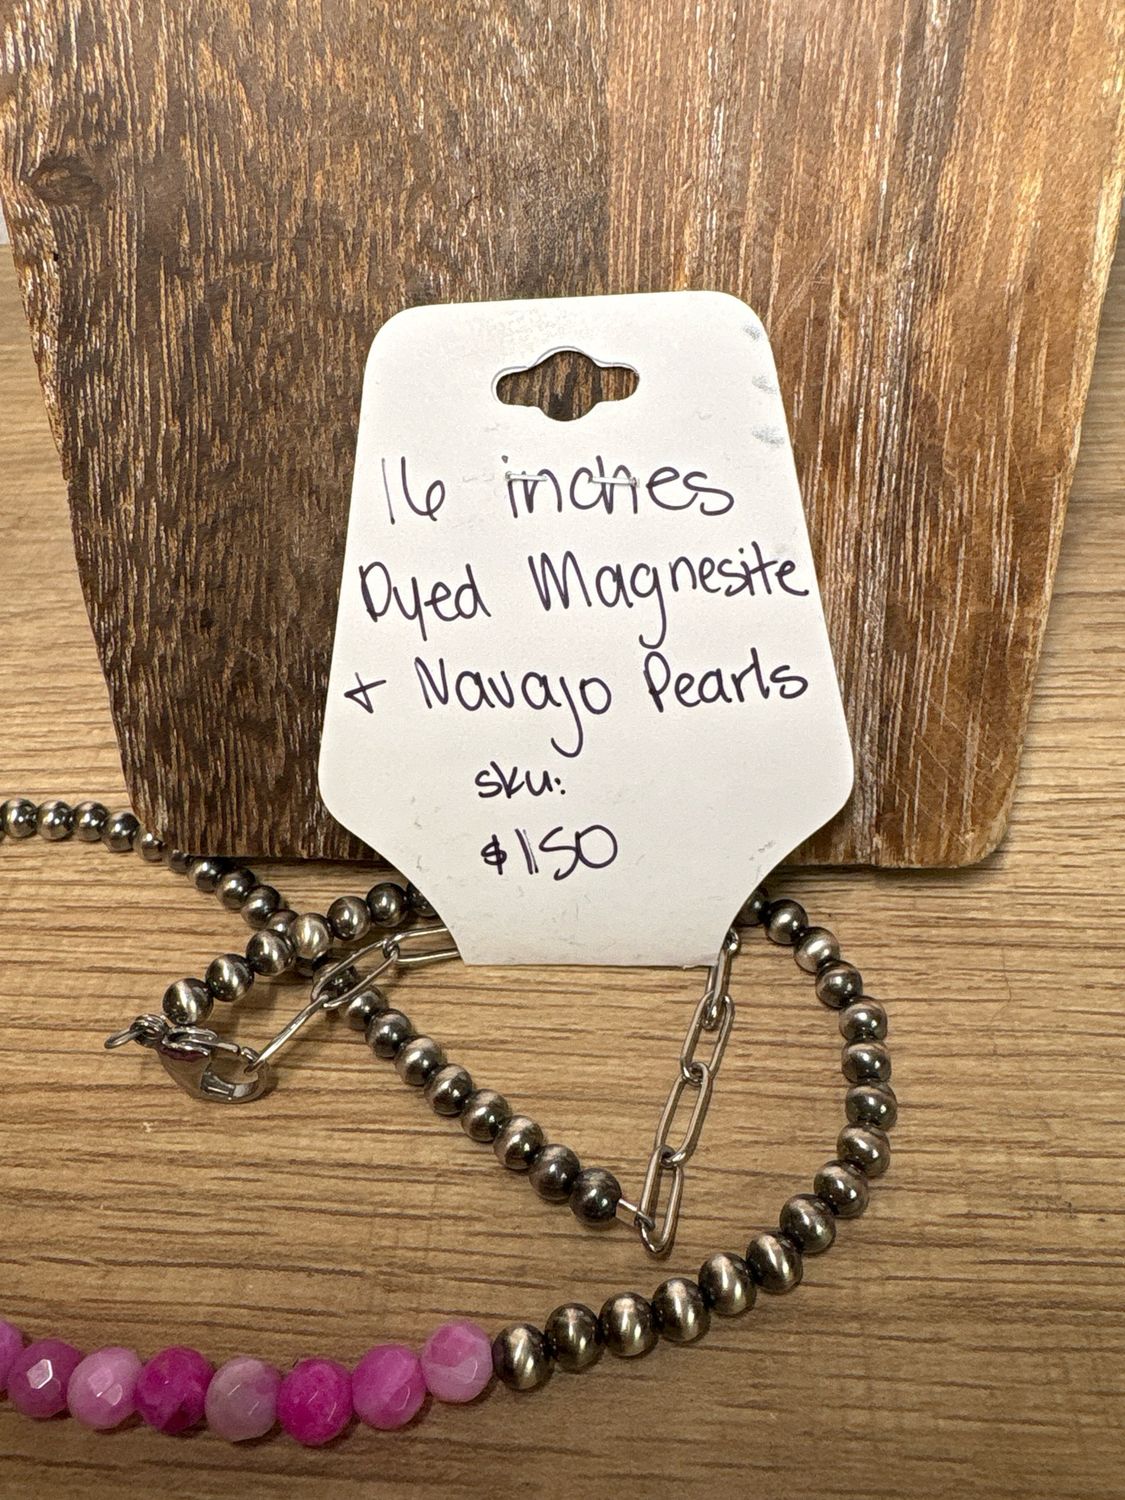 16 inches
Dyed Magnesite
+ Navajo Pearls
sku:
$150